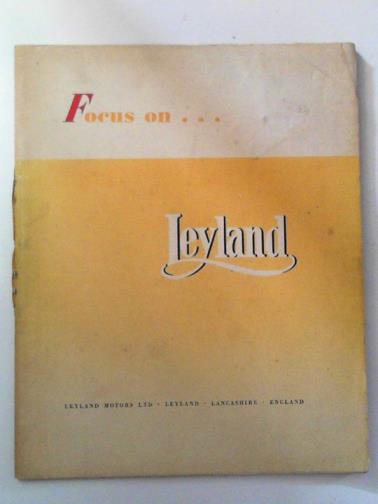 Focus on . . .
Leyland
LEYLAND MOTORS LTD · LEYLAND · LANCASHIRE · ENGLAND